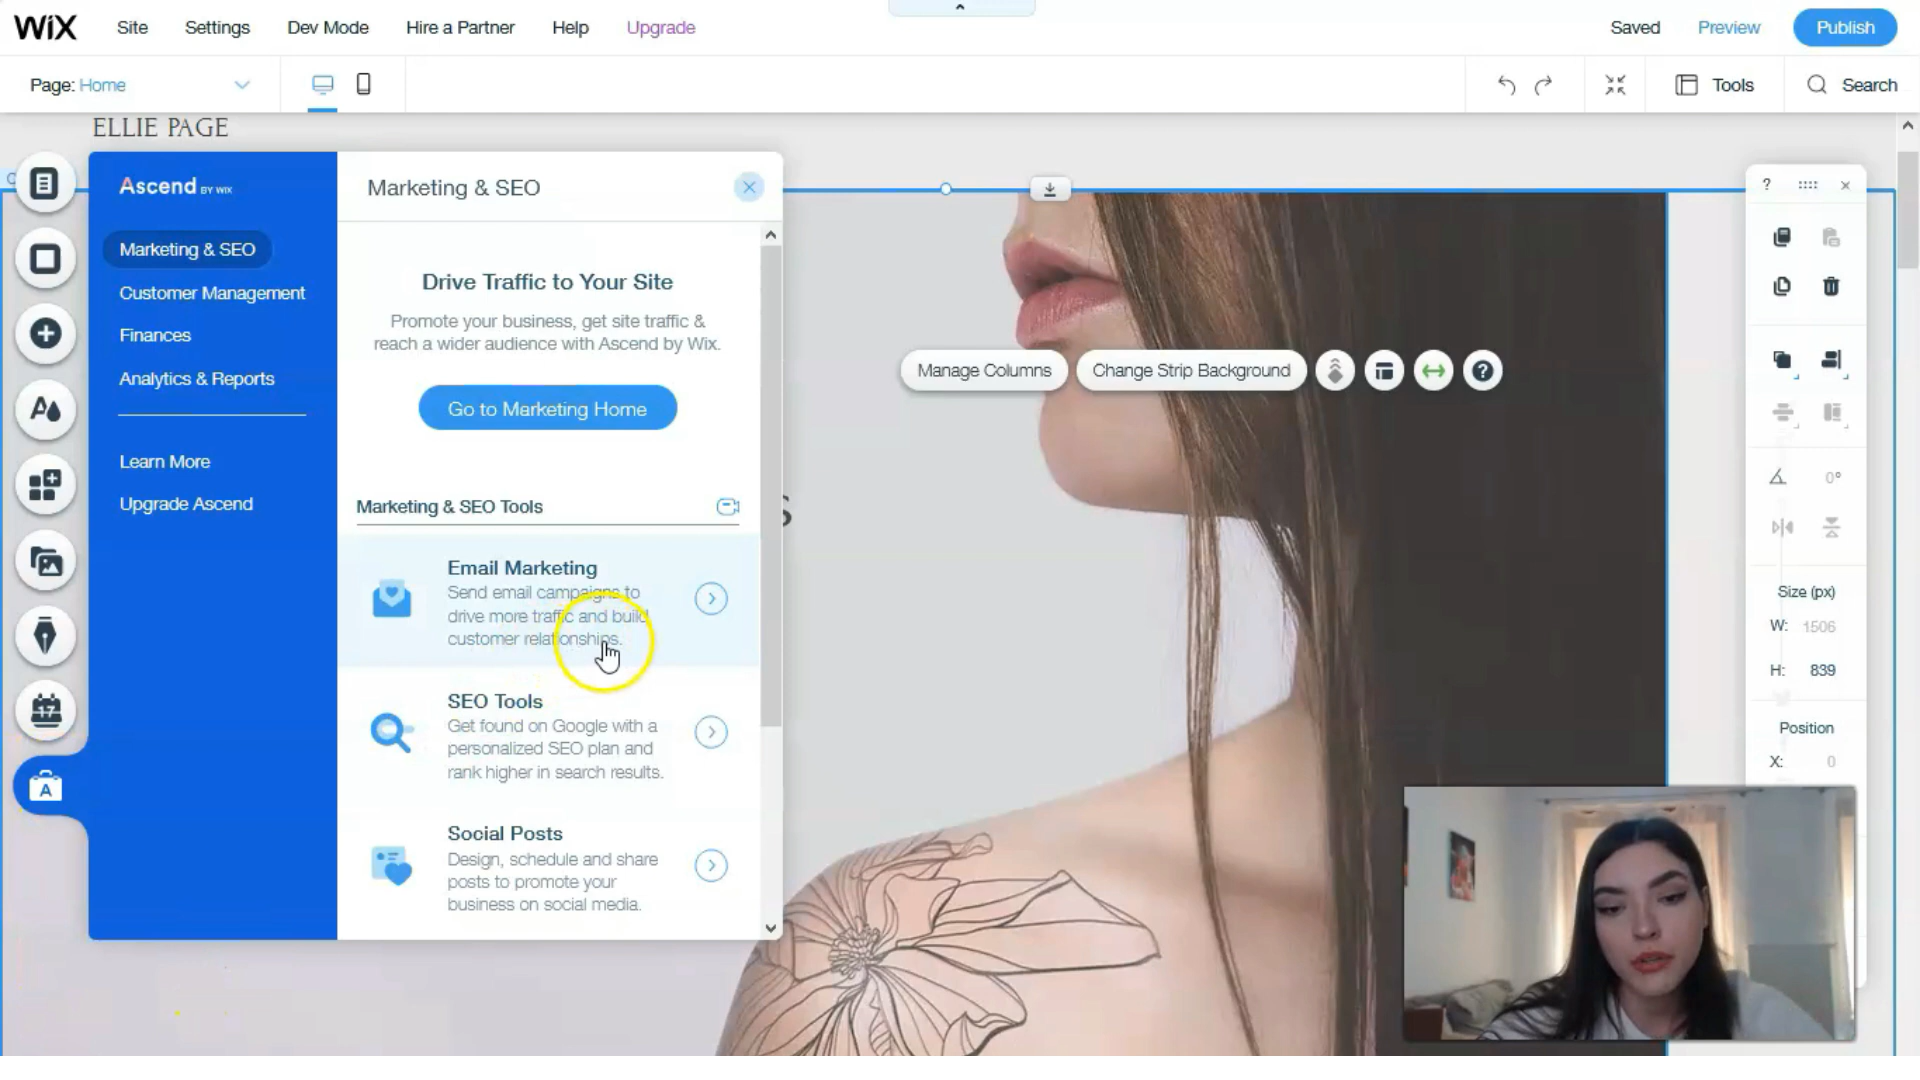 WiX Site Settings Dev Mode Hire a Partner Help Upgrade Saved Preview Publish
Page: Home Tools Search
ELLIE PAGE
Ascend BY WIX
Marketing & SEO
Customer Management
Finances
Analytics & Reports
Learn More
Upgrade Ascend
Marketing & SEO
Drive Traffic to Your Site
Promote your business, get site traffic &
reach a wider audience with Ascend by Wix.
Go to Marketing Home
Marketing & SEO Tools
Email Marketing
Send email campaigns to
drive more traffic and build
customer relationships.
SEO Tools
Get found on Google with a
personalized SEO plan and
rank higher in search results.
Social Posts
Design, schedule and share
posts to promote your
business on social media.
17
A
S
Manage Columns Change Strip Background ?
?
0°
Size (px)
W: 1506
H: 839
Position
X: 0